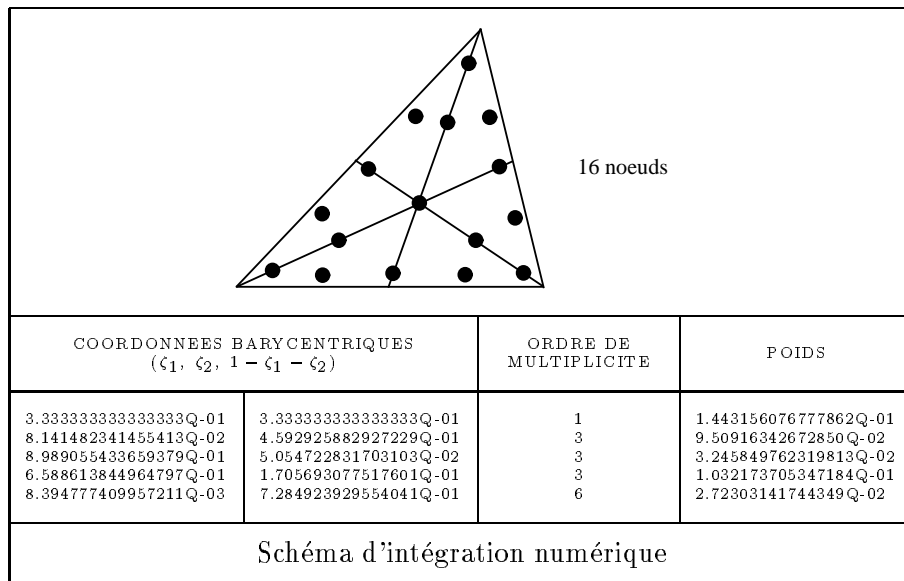 16 noeuds
COORDONNEES BARYCENTRIQUES
(ζ1, ζ2, 1 − ζ1 − ζ2)
ORDRE DE
MULTIPLICITE
POIDS
3.333333333333333Q-01 3.333333333333333Q-01 1 1.443156076777862Q-01
8.141482341455413Q-02 4.592925882927229Q-01 3 9.50916342672850Q-02
8.989055433659379Q-01 5.054722831703103Q-02 3 3.245849762319813Q-02
6.588613844964797Q-01 1.705693077517601Q-01 3 1.032173705347184Q-01
8.394777409957211Q-03 7.284923929554041Q-01 6 2.72303141744349Q-02
Schéma d'intégration numérique